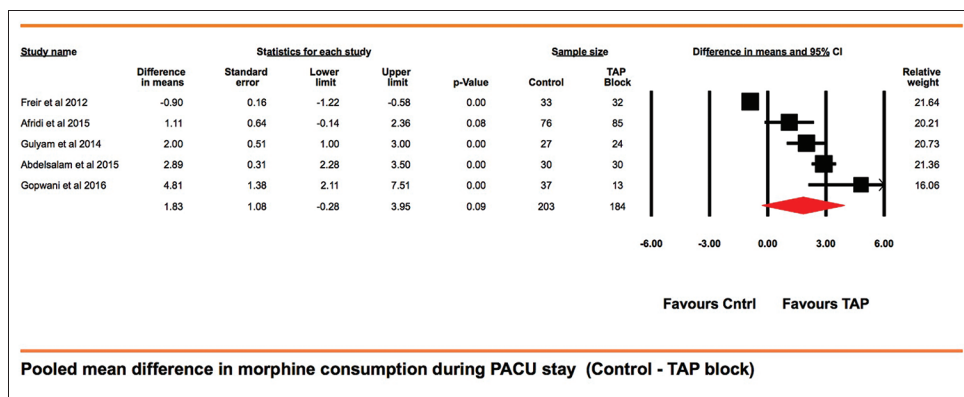 Study name Statistics for each study Sample size Difference in means and 95% CI
Difference in means Standard error Lower limit Upper limit p-Value Control TAP Block Relative weight
Freir et al 2012 -0.90 0.16 -1.22 -0.58 0.00 33 32 21.64
Afridi et al 2015 1.11 0.64 -0.14 2.36 0.08 76 85 20.21
Gulyam et al 2014 2.00 0.51 1.00 3.00 0.00 27 24 20.73
Abdelsalam et al 2015 2.89 0.31 2.28 3.50 0.00 30 30 21.36
Gopwani et al 2016 4.81 1.38 2.11 7.51 0.00 37 13 16.06
1.83 1.08 -0.28 3.95 0.09 203 184
-6.00 -3.00 0.00 3.00 6.00
Favours Cntrl Favours TAP
Pooled mean difference in morphine consumption during PACU stay (Control - TAP block)